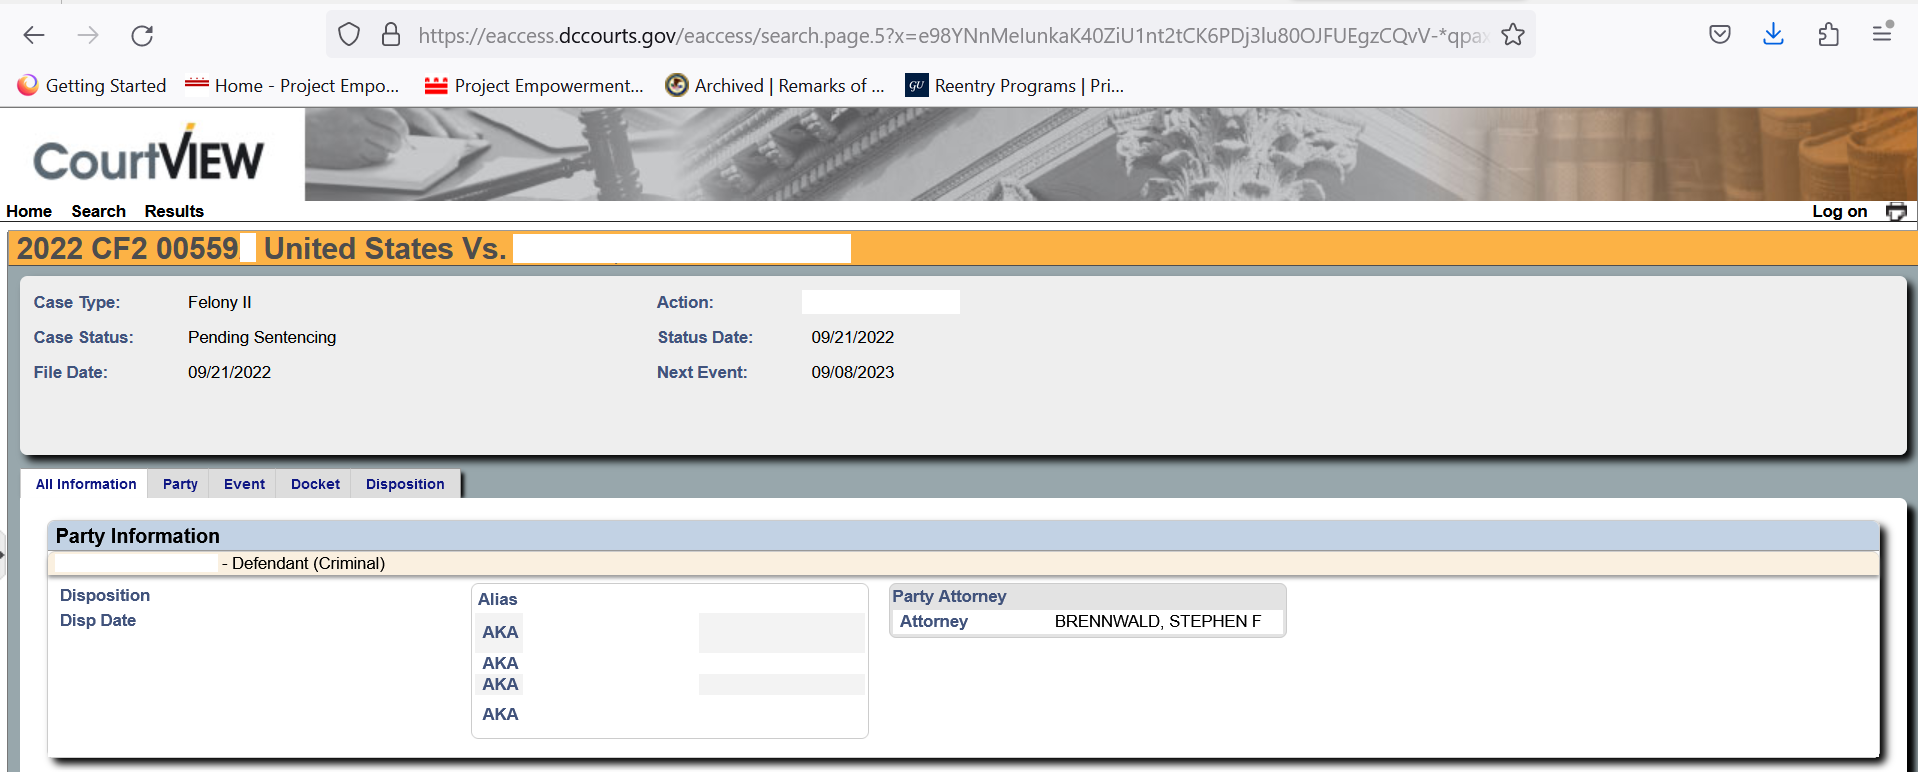 https://eaccess.dccourts.gov/eaccess/search.page.5?x=e98YNnMelunkaK40ZiU1nt2tCK6PDj3lu80OJFUEgzCQvV-*qpax
Getting Started Home - Project Empo... Project Empowerment... Archived | Remarks of ... GU Reentry Programs | Pri...
CourtVIEW
Home Search Results Log on
2022 CF2 00559 United States Vs.
Case Type: Felony II Action:
Case Status: Pending Sentencing Status Date: 09/21/2022
File Date: 09/21/2022 Next Event: 09/08/2023
All Information Party Event Docket Disposition
Party Information
- Defendant (Criminal)
Disposition
Disp Date
Alias
AKA
AKA
AKA
AKA
Party Attorney
Attorney BRENNWALD, STEPHEN F